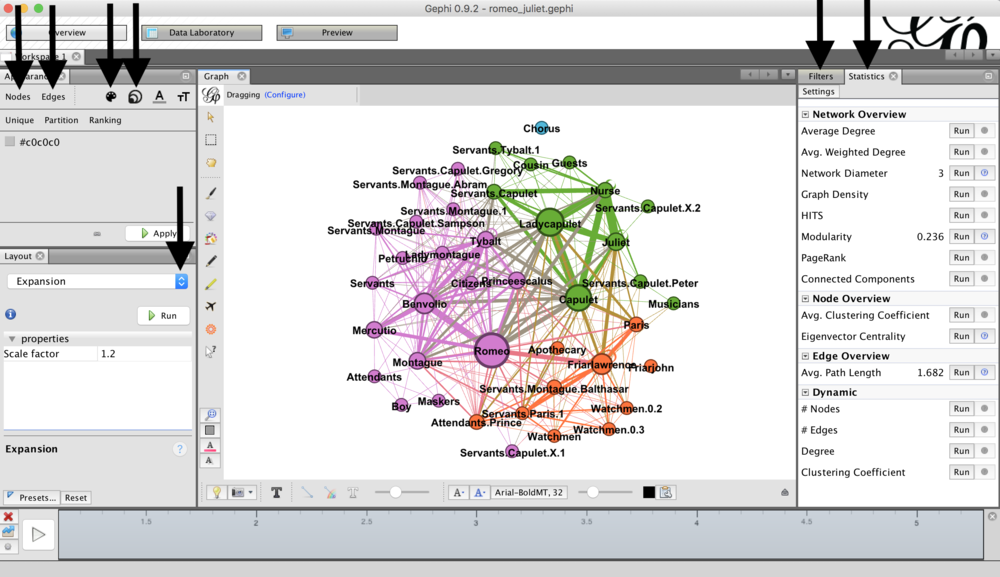 Gephi 0.9.2 - romeo_juliet.gephi
Overview
Data Laboratory
Preview
Workspace 1
Appearance
Nodes
Edges
Unique
Partition
Ranking
#c0c0c0
Apply
Layout
Expansion
Run
properties
Scale factor 1.2
Expansion
Presets...
Reset
Graph
Dragging (Configure)
Chorus
Servants.Tybalt.1
Cousin
Guests
Servants.Capulet.Gregory
Servants.Montague.Abram
Servants.Capulet
Nurse
Servants.Capulet.X.2
Servants.Montague.1
Servants.Capulet.Sampson
Servants.Montague
Ladycapulet
Tybalt
Juliet
Petruchio
Ladymontague
Servants
Citizens
Princeescalus
Servants.Capulet.Peter
Benvolio
Capulet
Musicians
Mercutio
Paris
Romeo
Apothecary
Montague
Friarlawrence
Friarjohn
Attendants
Servants.Montague.Balthasar
Boy
Maskers
Servants.Paris.1
Watchmen.0.2
Attendants.Prince
Watchmen
Watchmen.0.3
Servants.Capulet.X.1
Arial-BoldMT, 32
Filters
Statistics
Settings
Network Overview
Average Degree Run
Avg. Weighted Degree Run
Network Diameter 3 Run
Graph Density Run
HITS Run
Modularity 0.236 Run
PageRank Run
Connected Components Run
Node Overview
Avg. Clustering Coefficient Run
Eigenvector Centrality Run
Edge Overview
Avg. Path Length 1.682 Run
Dynamic
# Nodes Run
# Edges Run
Degree Run
Clustering Coefficient Run
1.5 2 2.5 3 3.5 4 4.5 5